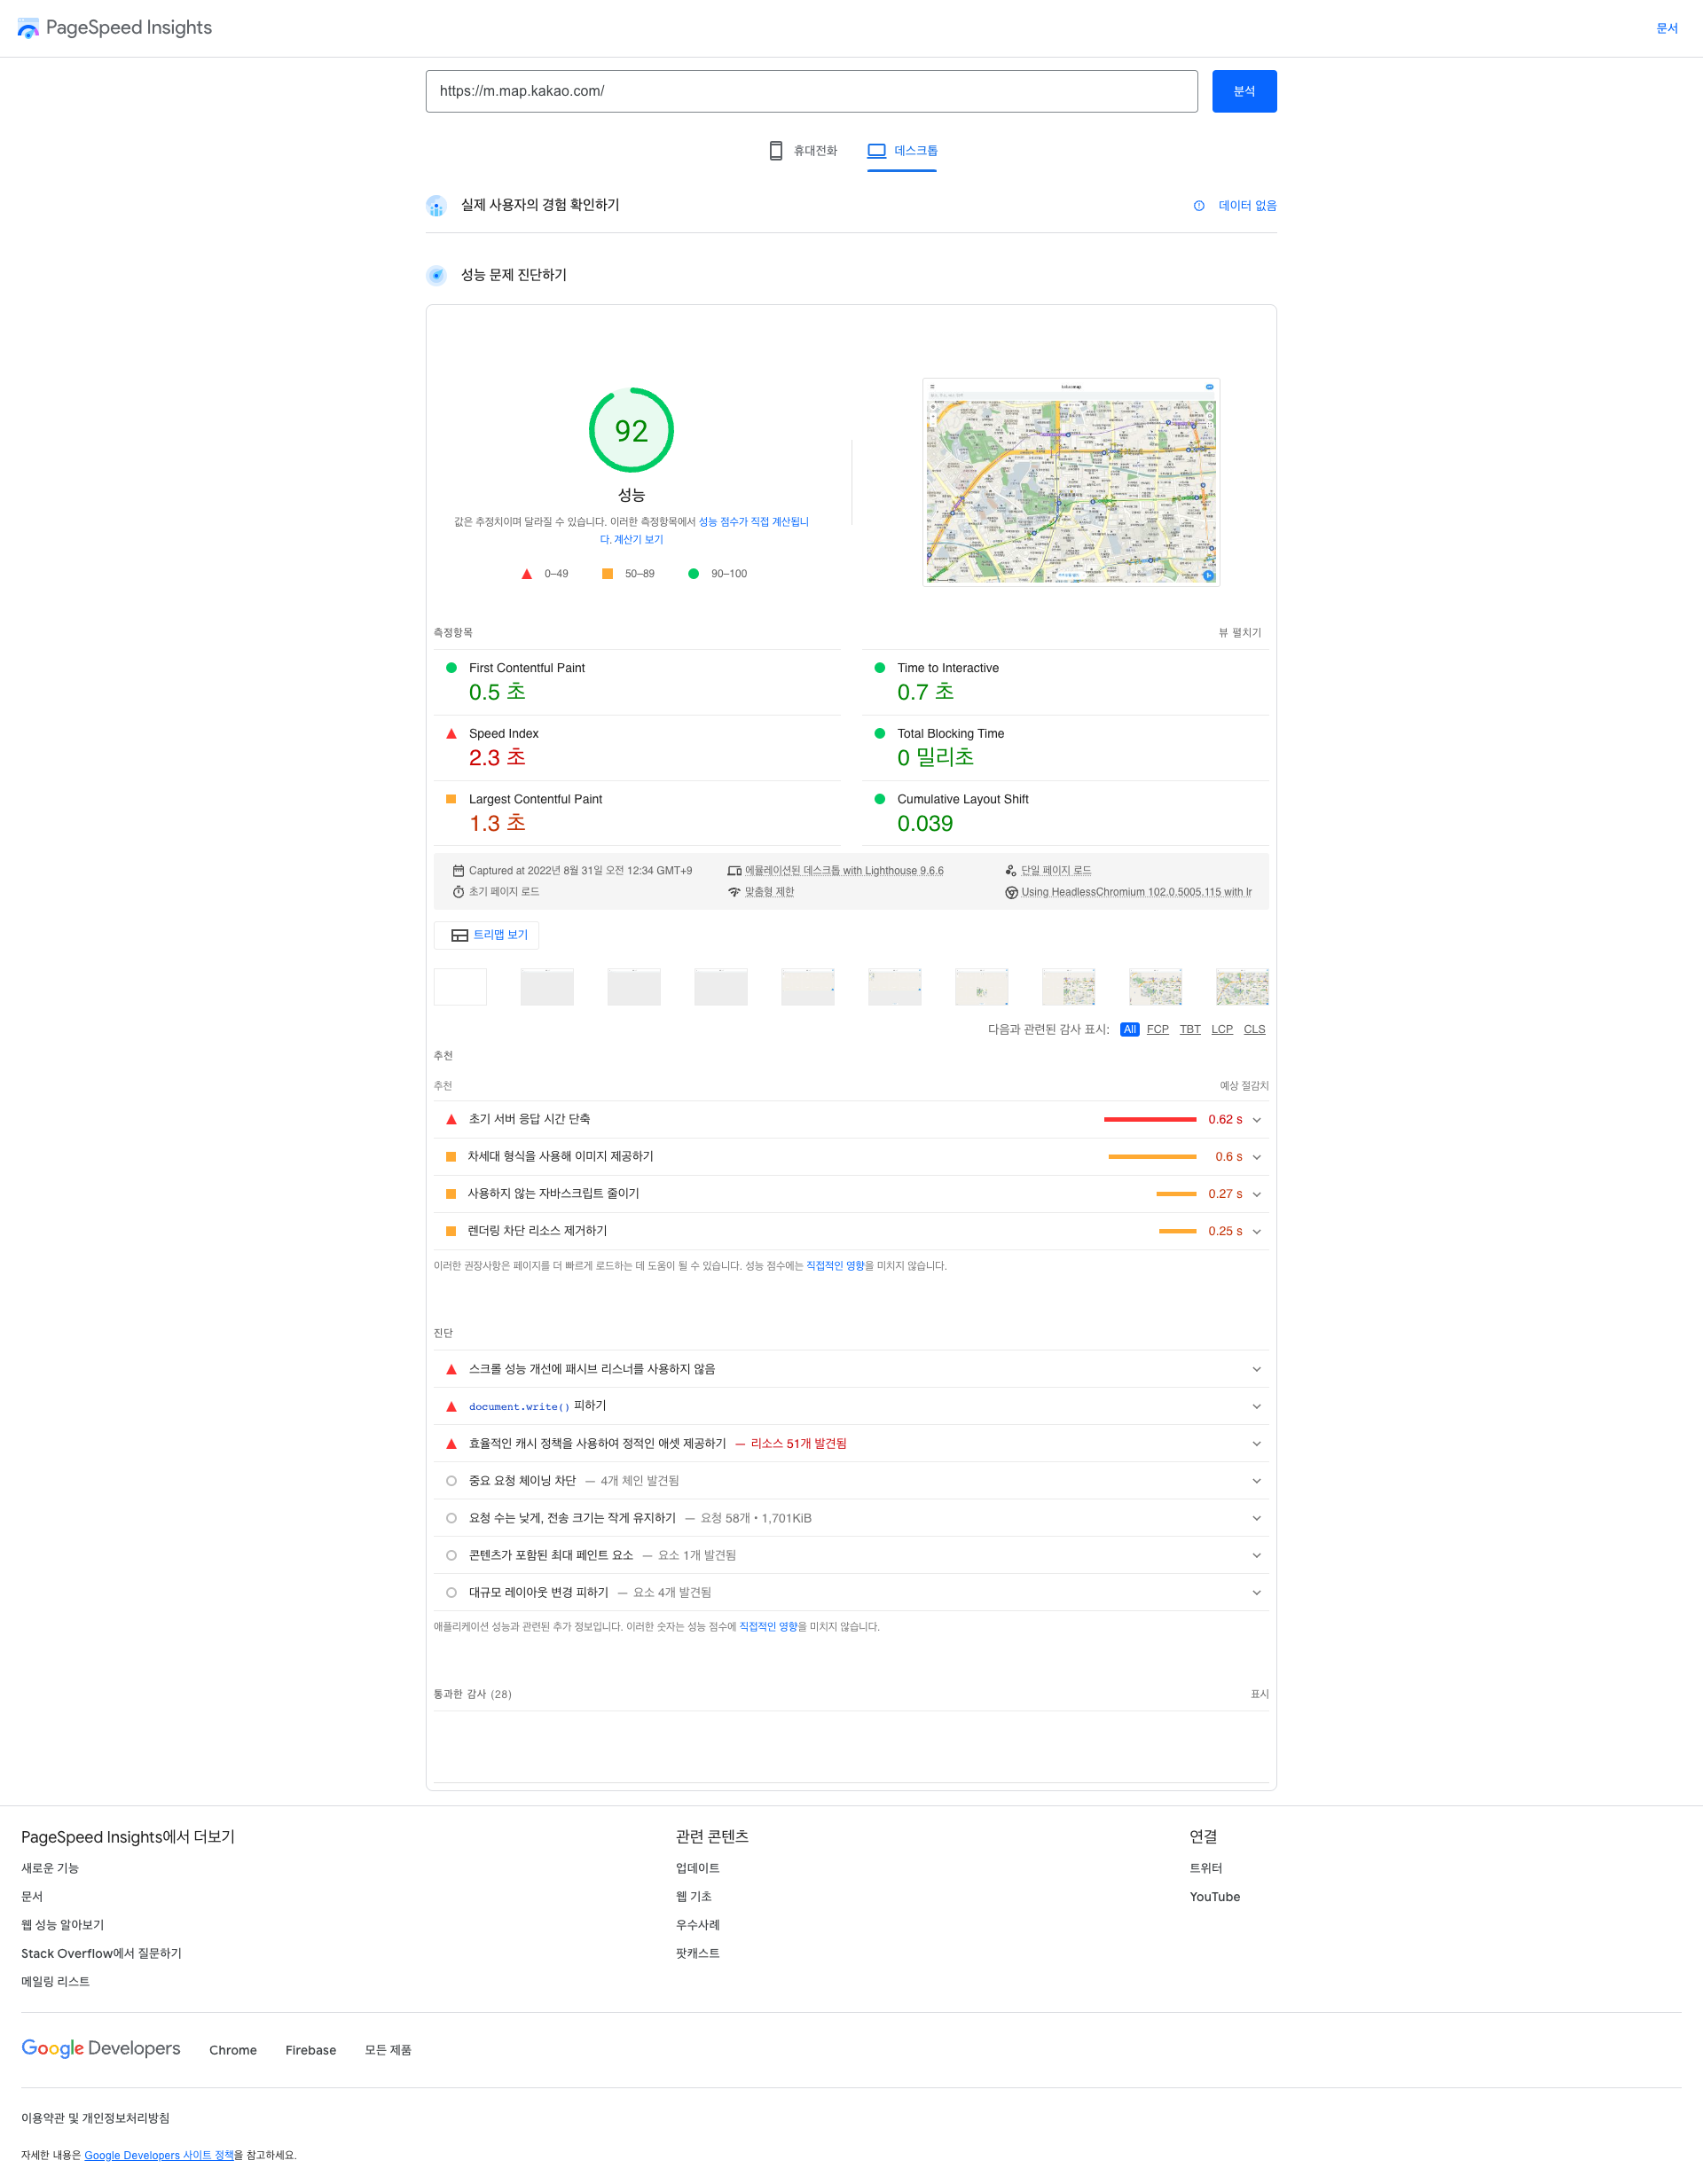 PageSpeed Insights
문서
https://m.map.kakao.com/
분석
휴대전화
데스크톱
실제 사용자의 경험 확인하기
데이터 없음
성능 문제 진단하기
92
성능
값은 추정치이며 달라질 수 있습니다. 이러한 측정항목에서 성능 점수가 직접 계산됩니
다. 계산기 보기
0–49
50–89
90–100
측정항목
뷰 펼치기
First Contentful Paint
0.5 초
Time to Interactive
0.7 초
Speed Index
2.3 초
Total Blocking Time
0 밀리초
Largest Contentful Paint
1.3 초
Cumulative Layout Shift
0.039
Captured at 2022년 8월 31일 오전 12:34 GMT+9
에뮬레이션된 데스크톱 with Lighthouse 9.6.6
단일 페이지 로드
초기 페이지 로드
맞춤형 제한
Using HeadlessChromium 102.0.5005.115 with lr
트리맵 보기
다음과 관련된 감사 표시: All FCP TBT LCP CLS
추천
추천
예상 절감치
초기 서버 응답 시간 단축
0.62 s
차세대 형식을 사용해 이미지 제공하기
0.6 s
사용하지 않는 자바스크립트 줄이기
0.27 s
렌더링 차단 리소스 제거하기
0.25 s
이러한 권장사항은 페이지를 더 빠르게 로드하는 데 도움이 될 수 있습니다. 성능 점수에는 직접적인 영향을 미치지 않습니다.
진단
스크롤 성능 개선에 패시브 리스너를 사용하지 않음
document.write() 피하기
효율적인 캐시 정책을 사용하여 정적인 애셋 제공하기 — 리소스 51개 발견됨
중요 요청 체이닝 차단 — 4개 체인 발견됨
요청 수는 낮게, 전송 크기는 작게 유지하기 — 요청 58개 • 1,701KiB
콘텐츠가 포함된 최대 페인트 요소 — 요소 1개 발견됨
대규모 레이아웃 변경 피하기 — 요소 4개 발견됨
애플리케이션 성능과 관련된 추가 정보입니다. 이러한 숫자는 성능 점수에 직접적인 영향을 미치지 않습니다.
통과한 감사 (28)
표시
PageSpeed Insights에서 더보기
새로운 기능
문서
웹 성능 알아보기
Stack Overflow에서 질문하기
메일링 리스트
관련 콘텐츠
업데이트
웹 기초
우수사례
팟캐스트
연결
트위터
YouTube
Google Developers
Chrome
Firebase
모든 제품
이용약관 및 개인정보처리방침
자세한 내용은 Google Developers 사이트 정책을 참고하세요.